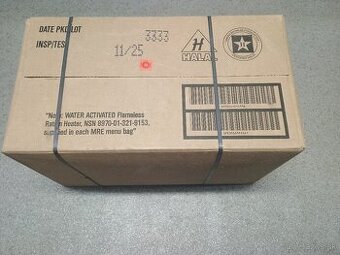 DATE PKD/LOT 3333
INSP/TEST 11/25
H
HALAL
"Note: WATER ACTIVATED Flameless
Ration Heater, NSN 8970-01-321-9153,
supplied in each MRE menu bag"